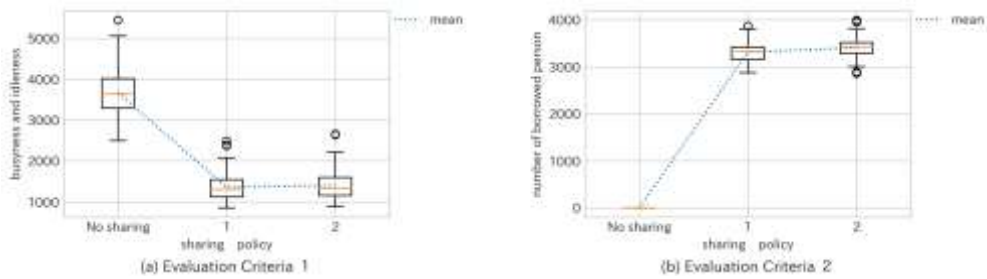 mean
5000
4000
3000
2000
1000
busyness and idleness
No sharing
1
2
sharing policy
(a) Evaluation Criteria 1
mean
4000
3000
2000
1000
0
number of borrowed person
No sharing
1
2
sharing policy
(b) Evaluation Criteria 2